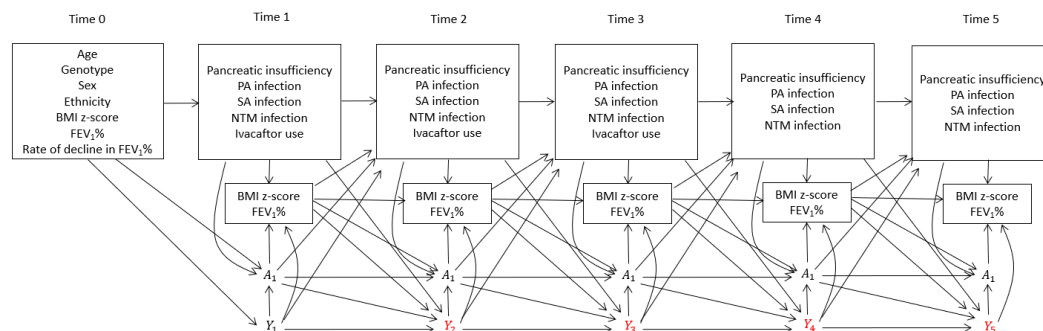 Time 0
Time 1
Time 2
Time 3
Time 4
Time 5
Age
Genotype
Sex
Ethnicity
BMI z-score
FEV₁%
Rate of decline in FEV₁%
Pancreatic insufficiency
PA infection
SA infection
NTM infection
Ivacaftor use
Pancreatic insufficiency
PA infection
SA infection
NTM infection
Ivacaftor use
Pancreatic insufficiency
PA infection
SA infection
NTM infection
Ivacaftor use
Pancreatic insufficiency
PA infection
SA infection
NTM infection
Pancreatic insufficiency
PA infection
SA infection
NTM infection
BMI z-score
FEV₁%
BMI z-score
FEV₁%
BMI z-score
FEV₁%
BMI z-score
FEV₁%
BMI z-score
FEV₁%
A₁
A₁
A₁
A₁
A₁
Y₁
Y₂
Y₃
Y₄
Y₅